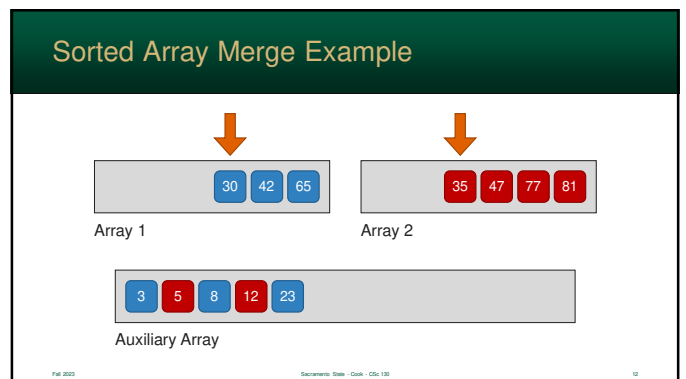 Sorted Array Merge Example
30 42 65 35 47 77 81
Array 1 Array 2
3 5 8 12 23
Auxiliary Array
Fall 2023 Sacramento State - Cook - CSc 130 12